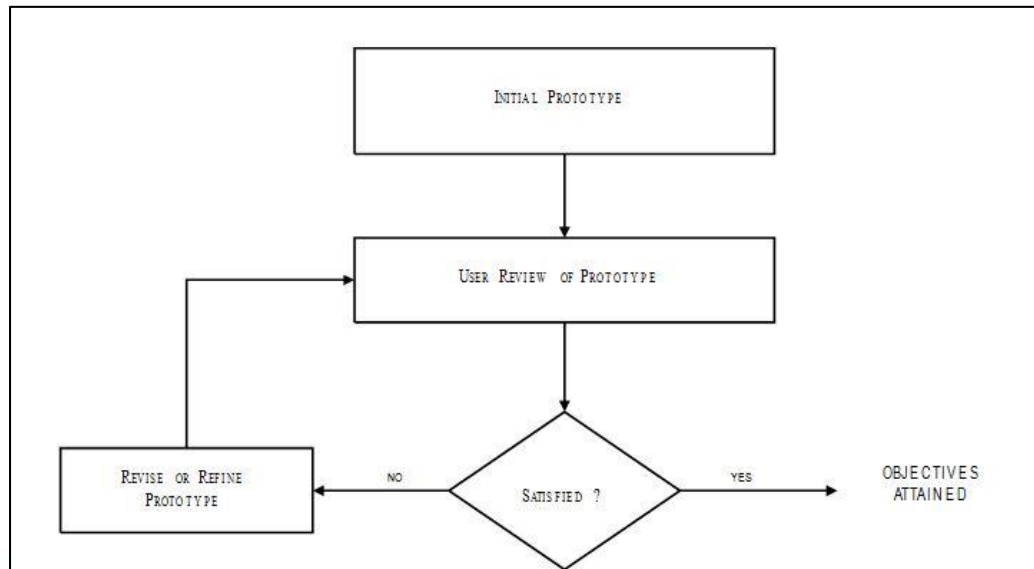 INITIAL PROTOTYPE
USER REVIEW OF PROTOTYPE
REVISE OR REFINE
PROTOTYPE
NO
SATISFIED ?
YES
OBJECTIVES
ATTAINED